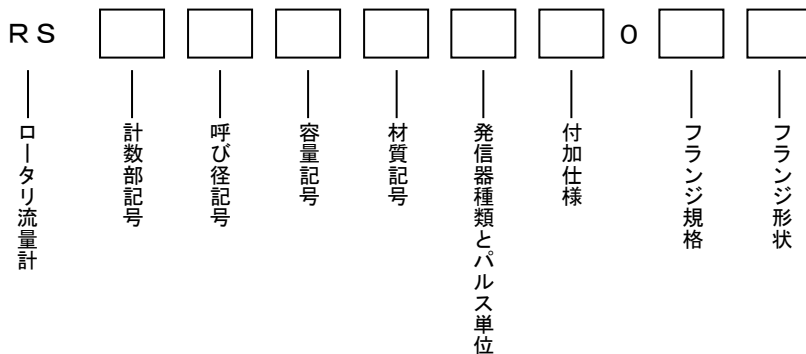 RS 0
ロータリ流量計
計数部記号
呼び径記号
容量記号
材質記号
発信器種類とパルス単位
付加仕様
フランジ規格
フランジ形状